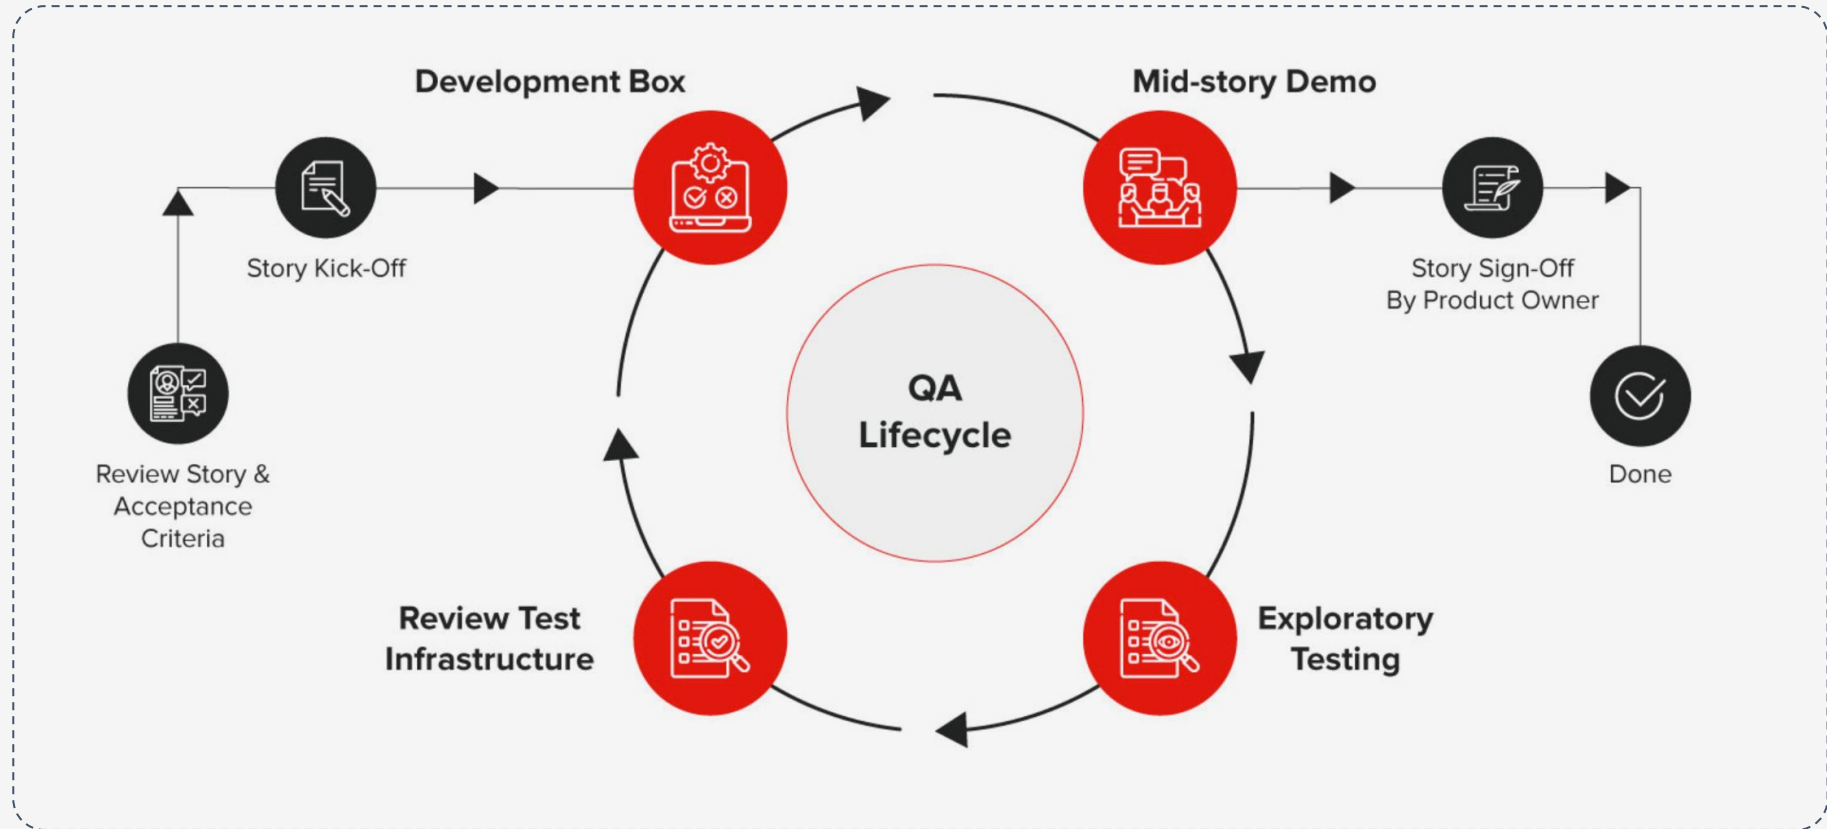 Development Box
Mid-story Demo
Story Kick-Off
Story Sign-Off
By Product Owner
QA
Lifecycle
Review Story &
Acceptance
Criteria
Done
Review Test
Infrastructure
Exploratory
Testing